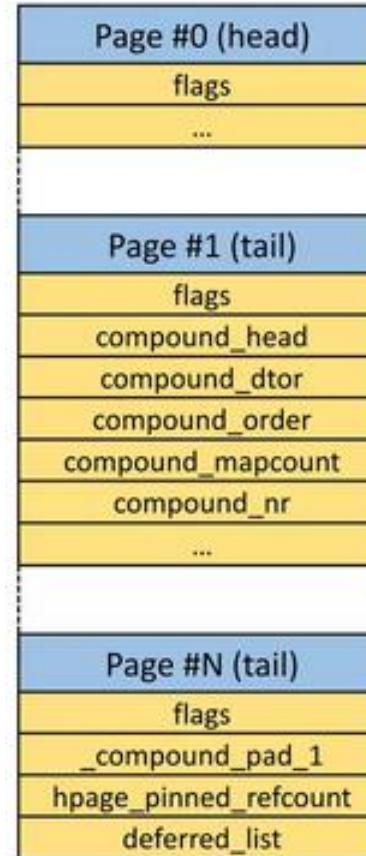 Page #0 (head)
flags
...
Page #1 (tail)
flags
compound_head
compound_dtor
compound_order
compound_mapcount
compound_nr
...
Page #N (tail)
flags
_compound_pad_1
hpage_pinned_refcount
deferred_list